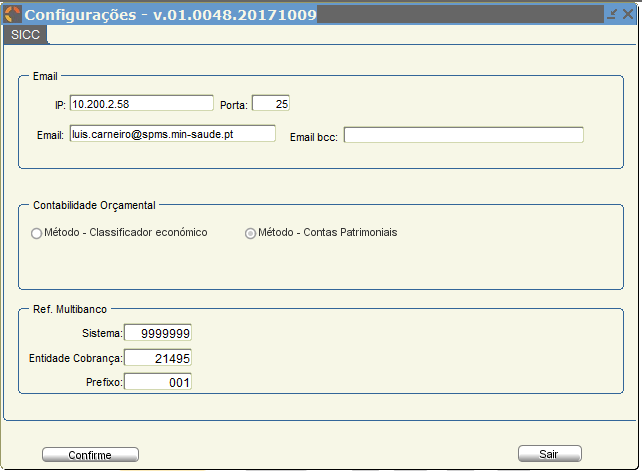 Configurações - v.01.0048.20171009
SICC
Email
IP: 10.200.2.58 Porta: 25
Email: luis.carneiro@spms.min-saude.pt Email bcc:
Contabilidade Orçamental
Método - Classificador económico Método - Contas Patrimoniais
Ref. Multibanco
Sistema: 9999999
Entidade Cobrança: 21495
Prefixo: 001
Confirme Sair